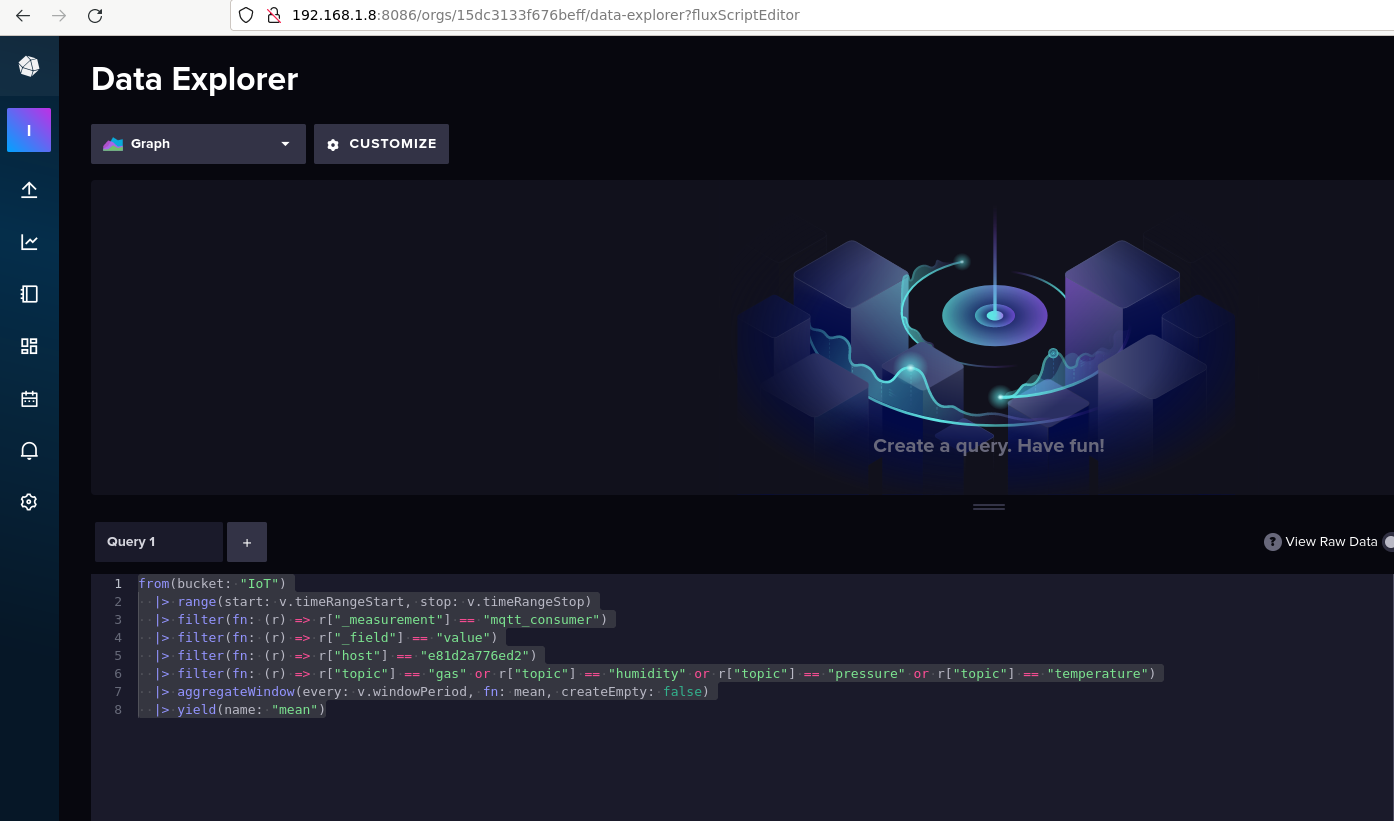 192.168.1.8:8086/orgs/15dc3133f676beff/data-explorer?fluxScriptEditor
Data Explorer
I
Graph
CUSTOMIZE
Create a query. Have fun!
Query 1
+
? View Raw Data
1 from(bucket: "IoT")
2 |> range(start: v.timeRangeStart, stop: v.timeRangeStop)
3 |> filter(fn: (r) => r["_measurement"] == "mqtt_consumer")
4 |> filter(fn: (r) => r["_field"] == "value")
5 |> filter(fn: (r) => r["host"] == "e81d2a776ed2")
6 |> filter(fn: (r) => r["topic"] == "gas" or r["topic"] == "humidity" or r["topic"] == "pressure" or r["topic"] == "temperature")
7 |> aggregateWindow(every: v.windowPeriod, fn: mean, createEmpty: false)
8 |> yield(name: "mean")